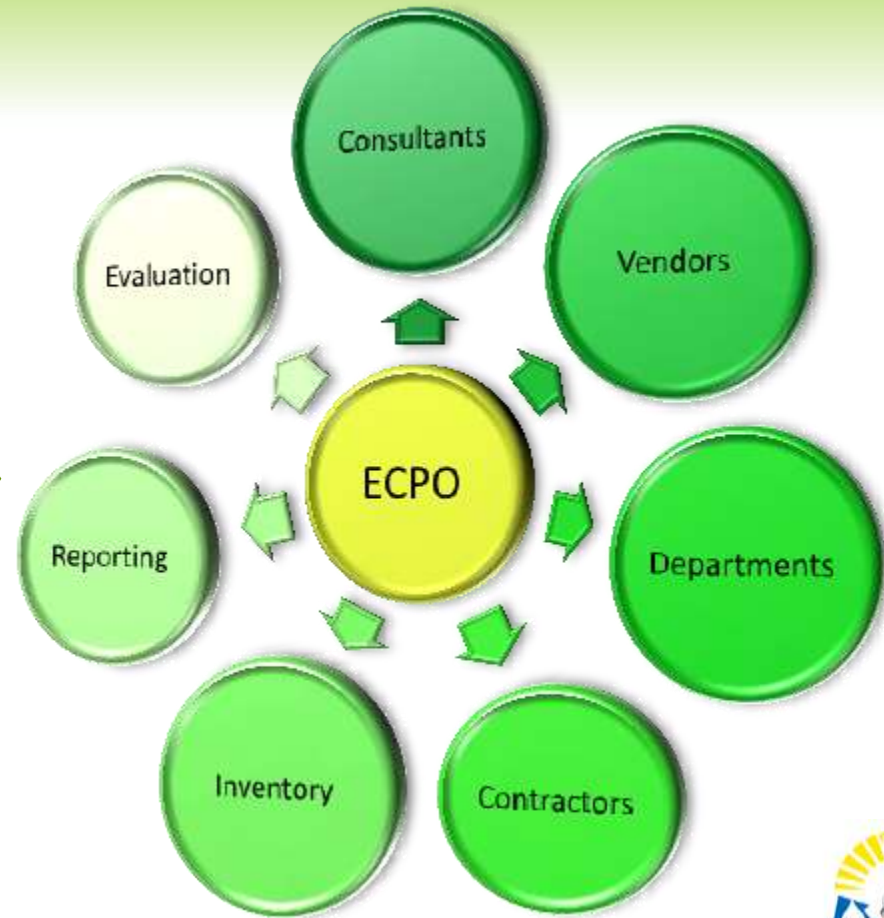 Consultants
Vendors
Departments
Contractors
Inventory
Reporting
Evaluation
ECPO